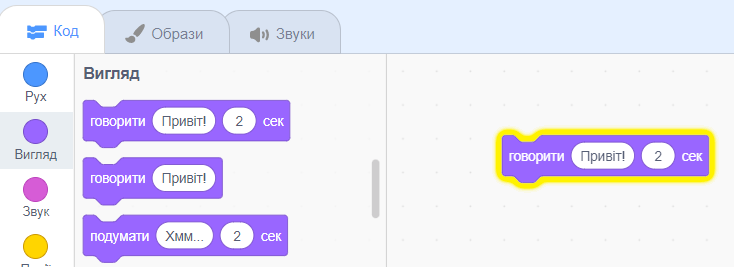 Код
Образи
Звуки
Рух
Вигляд
Звук
Вигляд
говорити Привіт! 2 сек
говорити Привіт!
подумати Хмм... 2 сек
говорити Привіт! 2 сек